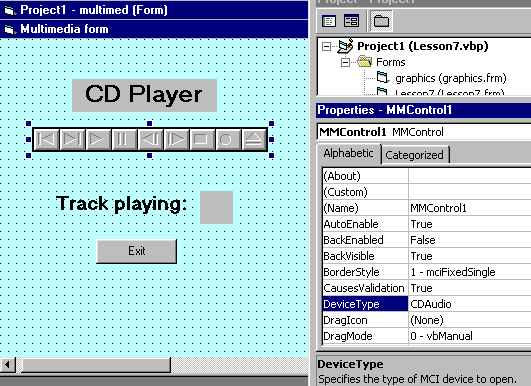 Project1 - multimed (Form)
Multimedia form
CD Player
Track playing:
Exit
Project - Project1
Project1 (Lesson7.vbp)
Forms
graphics (graphics.frm)
Lesson7 (Lesson7.frm)
Properties - MMControl1
MMControl1 MMControl
Alphabetic Categorized
(About)
(Custom)
(Name) MMControl1
AutoEnable True
BackEnabled False
BackVisible True
BorderStyle 1 - mciFixedSingle
CausesValidation True
DeviceType CDAudio
DragIcon (None)
DragMode 0 - vbManual
DeviceType
Specifies the type of MCI device to open.